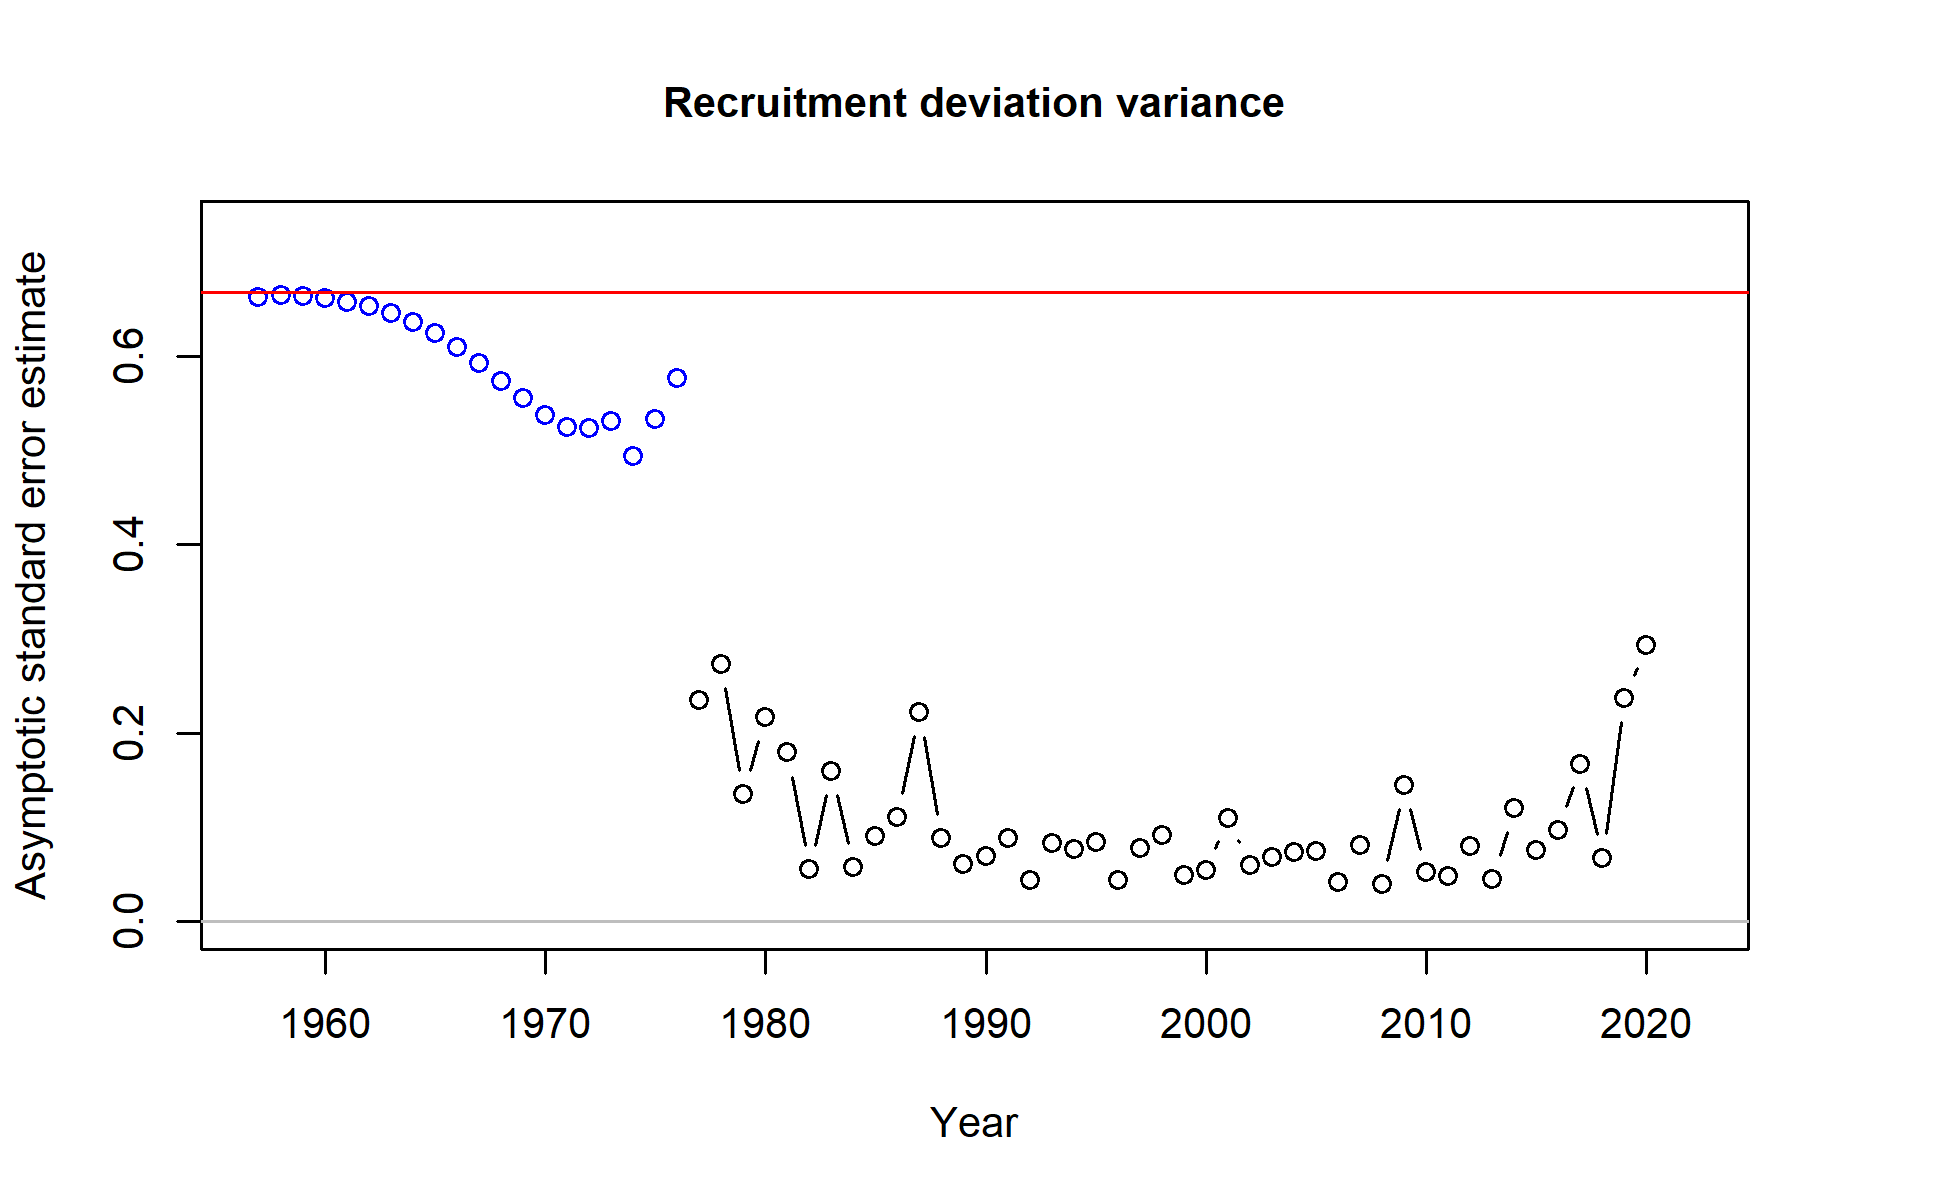 Recruitment deviation variance
Asymptotic standard error estimate
0.6
0.4
0.2
0.0
1960 1970 1980 1990 2000 2010 2020
Year